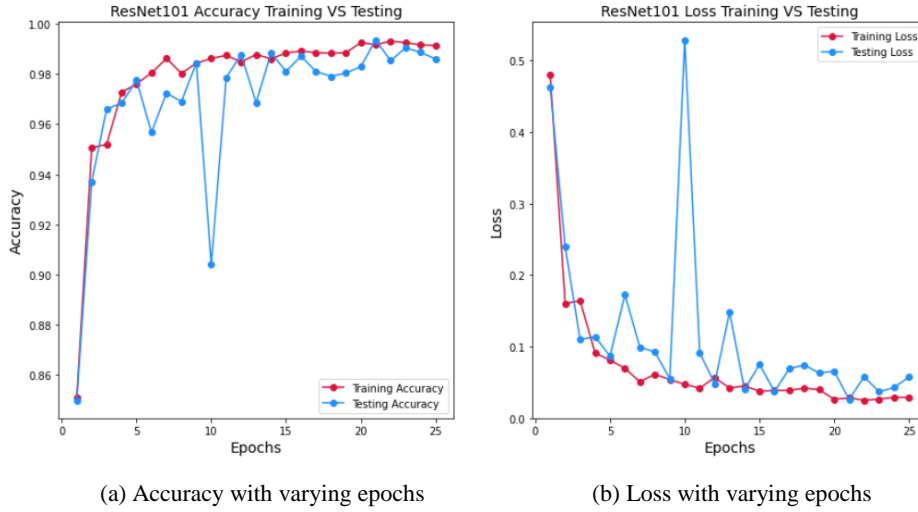 ResNet101 Accuracy Training VS Testing
1.00
0.98
0.96
0.94
0.92
0.90
0.88
0.86
Accuracy
Training Accuracy
Testing Accuracy
0 5 10 15 20 25
Epochs
(a) Accuracy with varying epochs
ResNet101 Loss Training VS Testing
Training Loss
Testing Loss
0.5
0.4
0.3
0.2
0.1
0.0
Loss
0 5 10 15 20 25
Epochs
(b) Loss with varying epochs